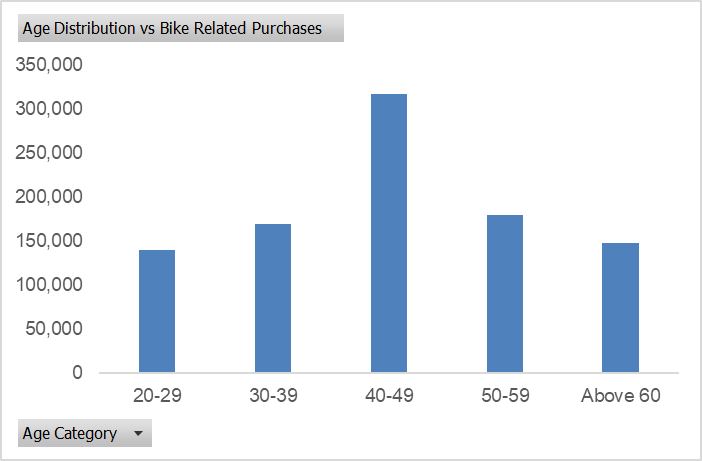 Age Distribution vs Bike Related Purchases
350,000
300,000
250,000
200,000
150,000
100,000
50,000
0
20-29 30-39 40-49 50-59 Above 60
Age Category